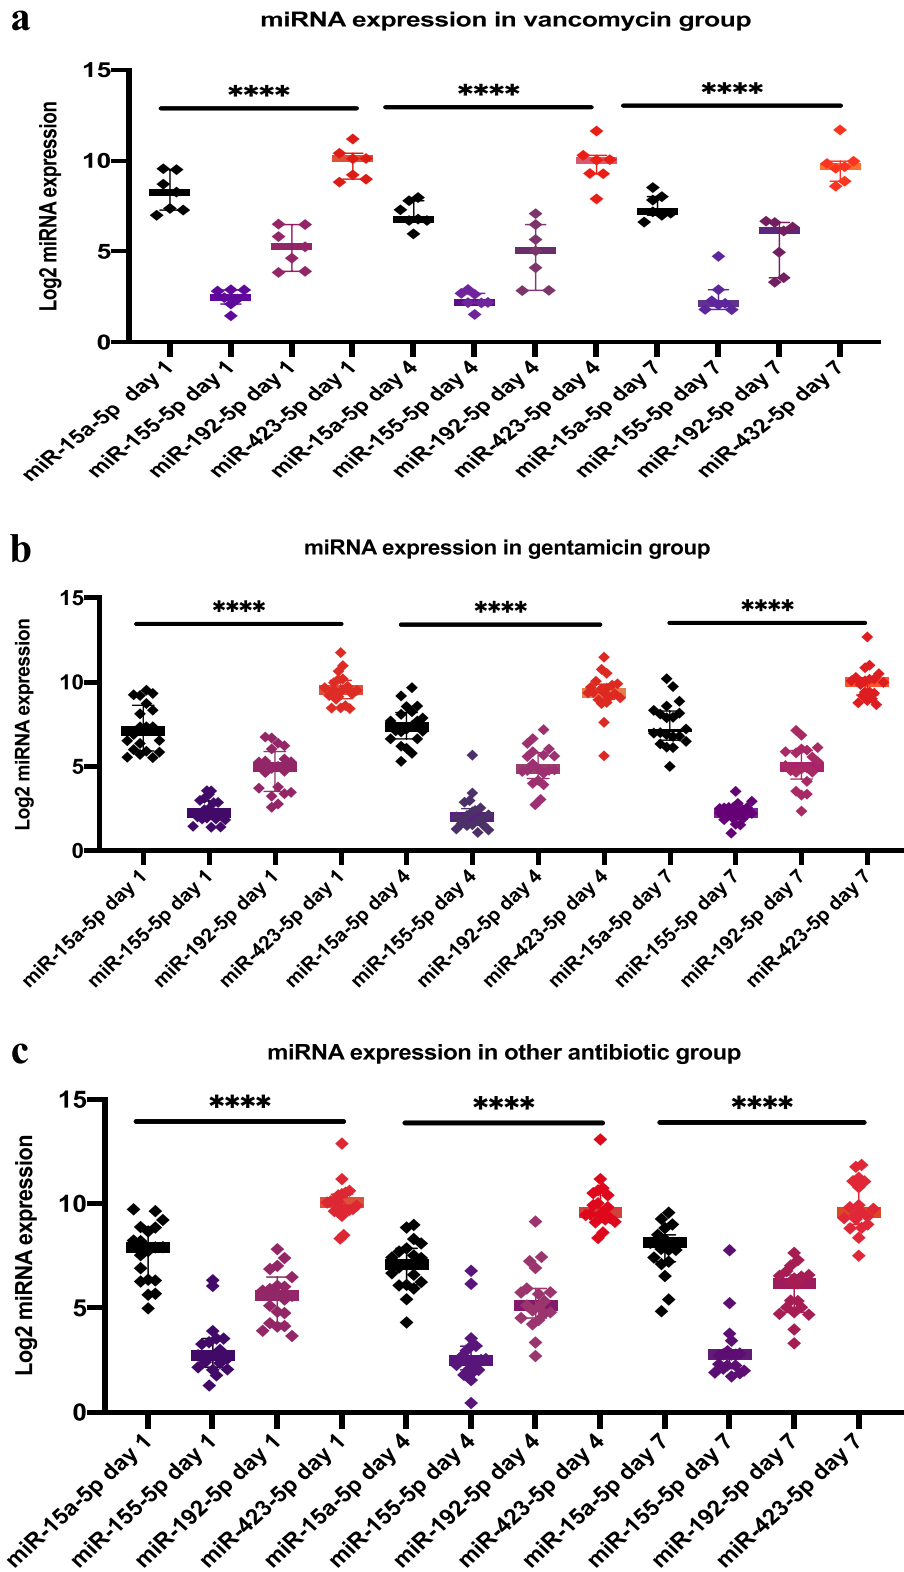 a
miRNA expression in vancomycin group
Log2 miRNA expression
15
10
5
0
****
****
****
miR-15a-5p day 1
miR-155-5p day 1
miR-192-5p day 1
miR-423-5p day 1
miR-15a-5p day 4
miR-155-5p day 4
miR-192-5p day 4
miR-423-5p day 4
miR-15a-5p day 7
miR-155-5p day 7
miR-192-5p day 7
miR-432-5p day 7
b
miRNA expression in gentamicin group
Log2 miRNA expression
15
10
5
0
****
****
****
miR-15a-5p day 1
miR-155-5p day 1
miR-192-5p day 1
miR-423-5p day 1
miR-15a-5p day 4
miR-155-5p day 4
miR-192-5p day 4
miR-423-5p day 4
miR-15a-5p day 7
miR-155-5p day 7
miR-192-5p day 7
miR-423-5p day 7
c
miRNA expression in other antibiotic group
Log2 miRNA expression
15
10
5
0
****
****
****
miR-15a-5p day 1
miR-155-5p day 1
miR-192-5p day 1
miR-423-5p day 1
miR-15a-5p day 4
miR-155-5p day 4
miR-192-5p day 4
miR-423-5p day 4
miR-15a-5p day 7
miR-155-5p day 7
miR-192-5p day 7
miR-423-5p day 7